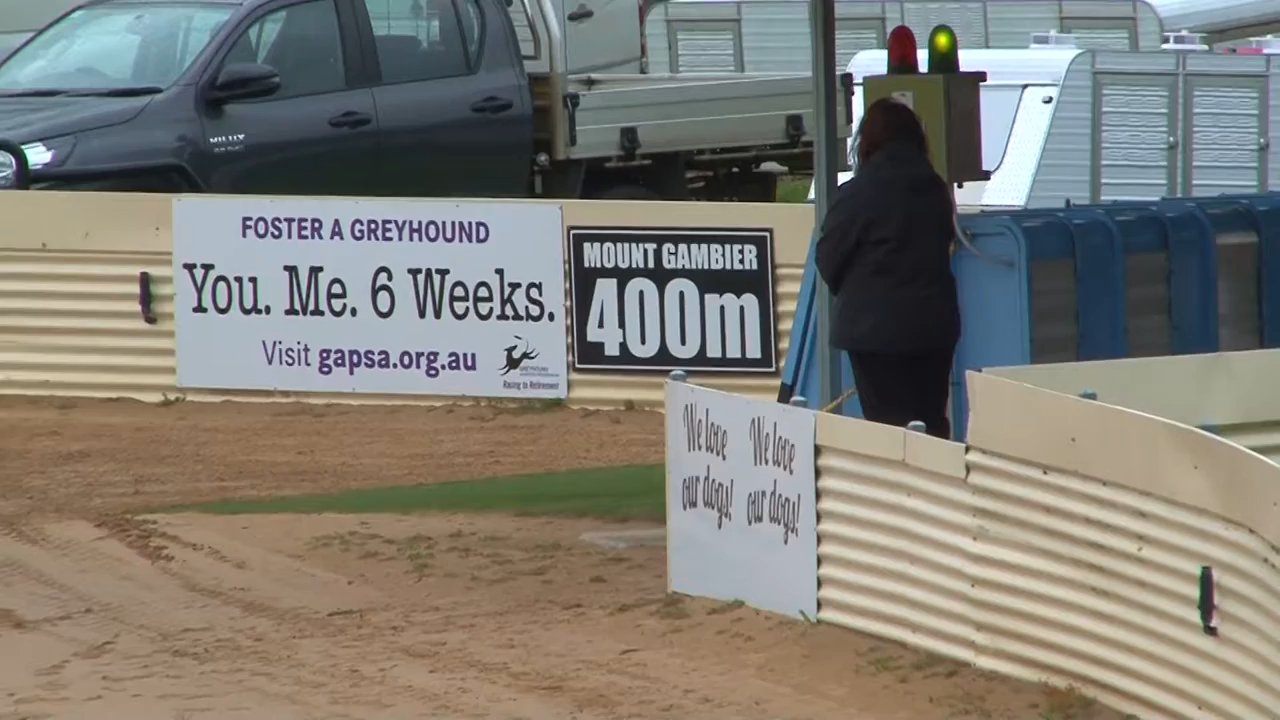 HILUX
FOSTER A GREYHOUND
You. Me. 6 Weeks.
Visit gapsa.org.au
GREYHOUND
Racing to Retirement
MOUNT GAMBIER
400m
We love
our dogs!
We love
our dogs!